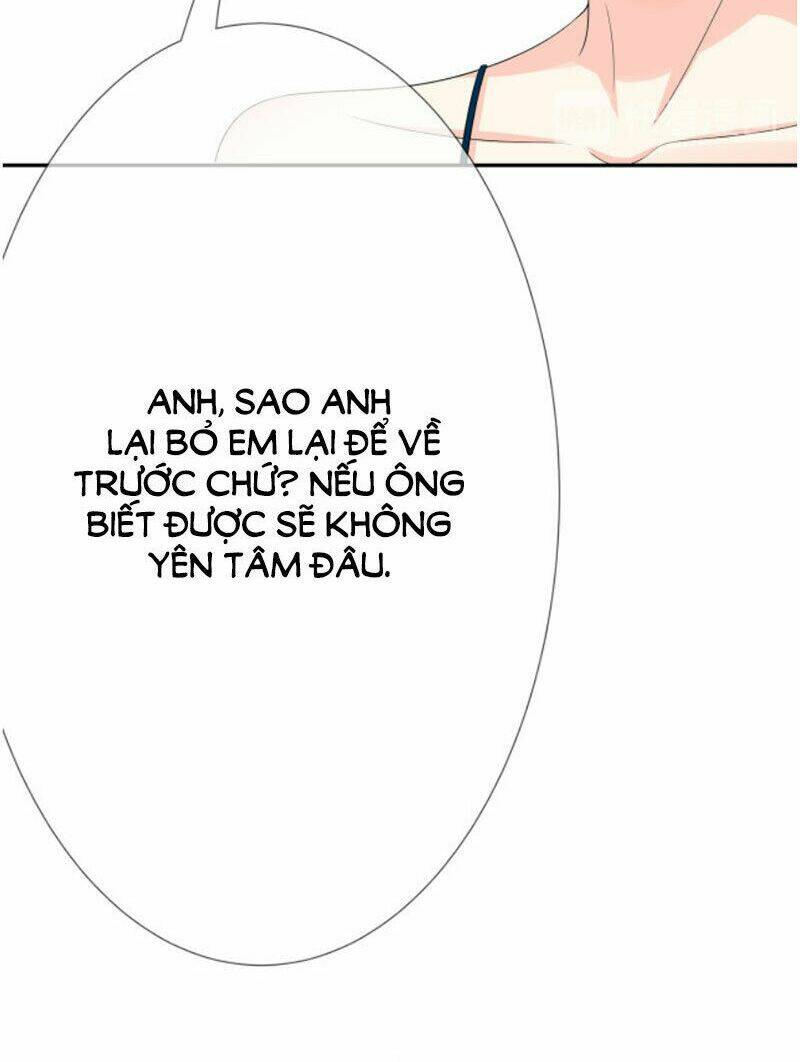 ANH, SAO ANH
LẠI BỎ EM LẠI ĐỂ VỀ
TRƯỚC CHỨ? NẾU ÔNG
BIẾT ĐƯỢC SẼ KHÔNG
YÊN TÂM ĐÂU.